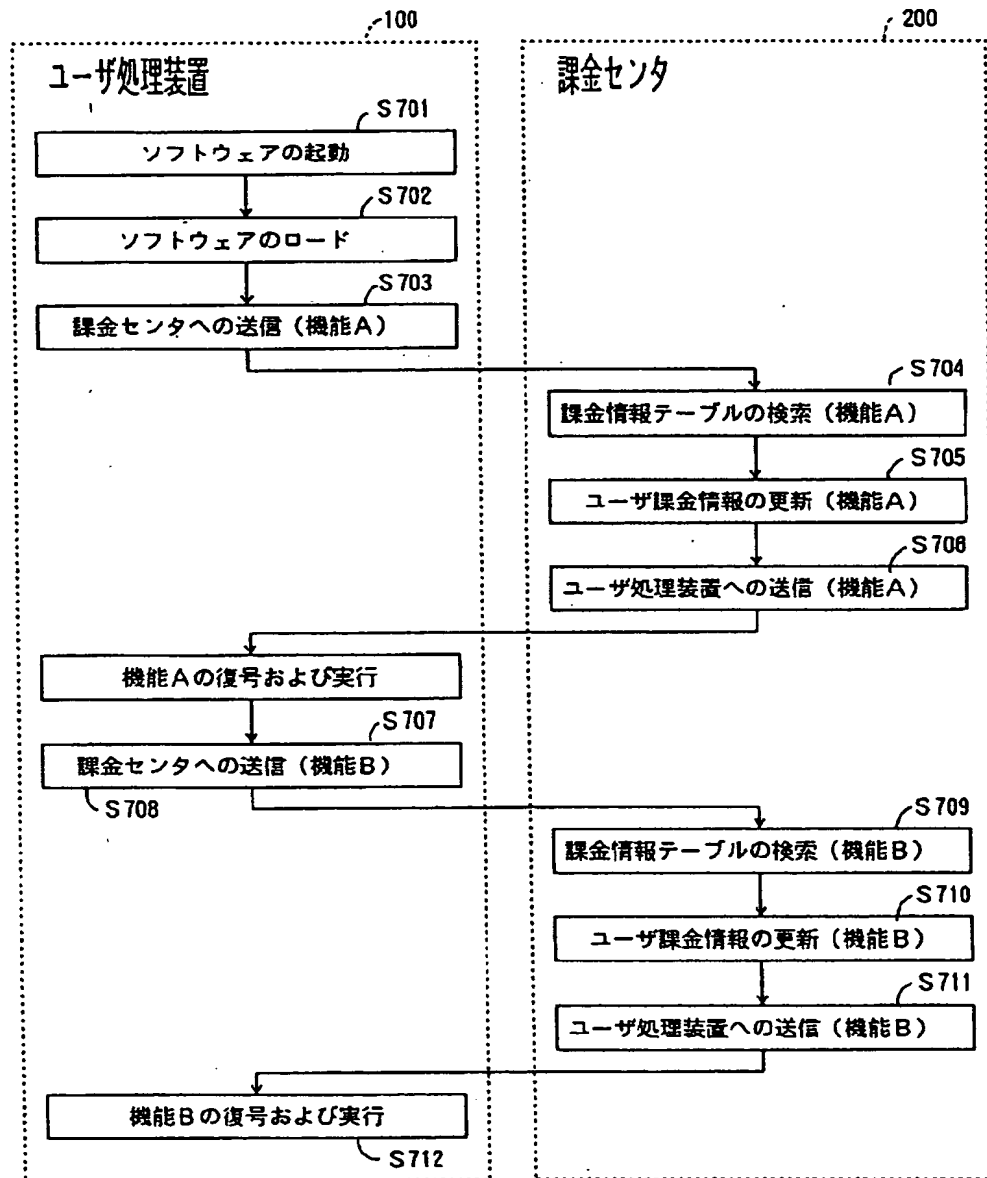 100
200
ユーザ処理装置
課金センタ
S701
ソフトウェアの起動
S702
ソフトウェアのロード
S703
課金センタへの送信(機能A)
S704
課金情報テーブルの検索(機能A)
S705
ユーザ課金情報の更新(機能A)
S706
ユーザ処理装置への送信(機能A)
機能Aの復号および実行
S707
課金センタへの送信(機能B)
S708
S709
課金情報テーブルの検索(機能B)
S710
ユーザ課金情報の更新(機能B)
S711
ユーザ処理装置への送信(機能B)
機能Bの復号および実行
S712